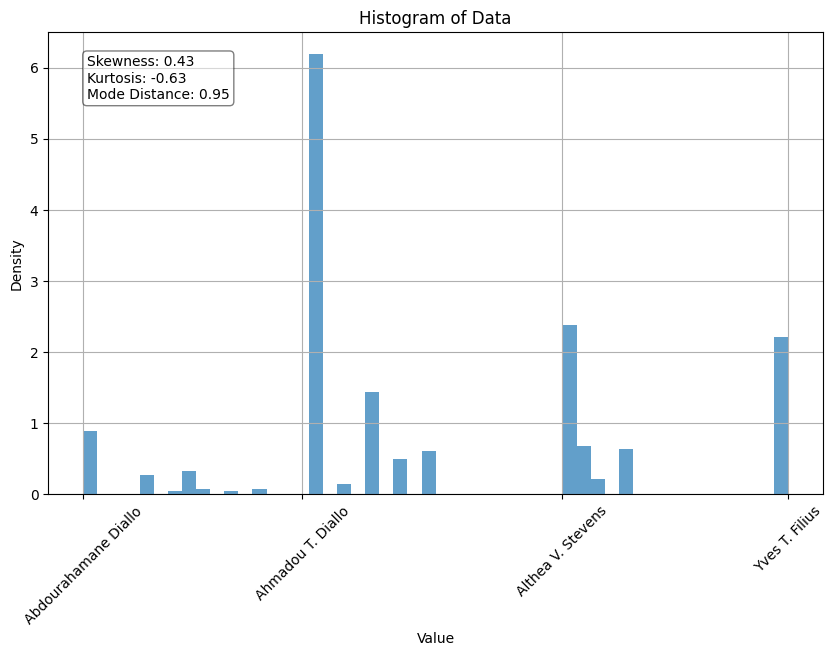 Histogram of Data
Skewness: 0.43
Kurtosis: -0.63
Mode Distance: 0.95
Density
6
5
4
3
2
1
0
Abdourahamane Diallo
Ahmadou T. Diallo
Althea V. Stevens
Yves T. Filius
Value